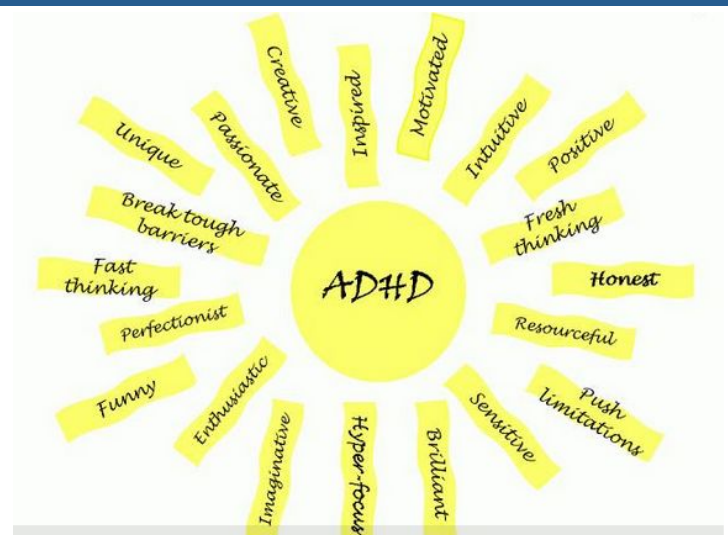 ADHD
Creative
Inspired
Motivated
Intuitive
Positive
Fresh
thinking
Honest
Resourceful
Push
limitations
Sensitive
Brilliant
Hyper-focus
Imaginative
Enthusiastic
Funny
Perfectionist
Fast
thinking
Break tough
barriers
Unique
Passionate